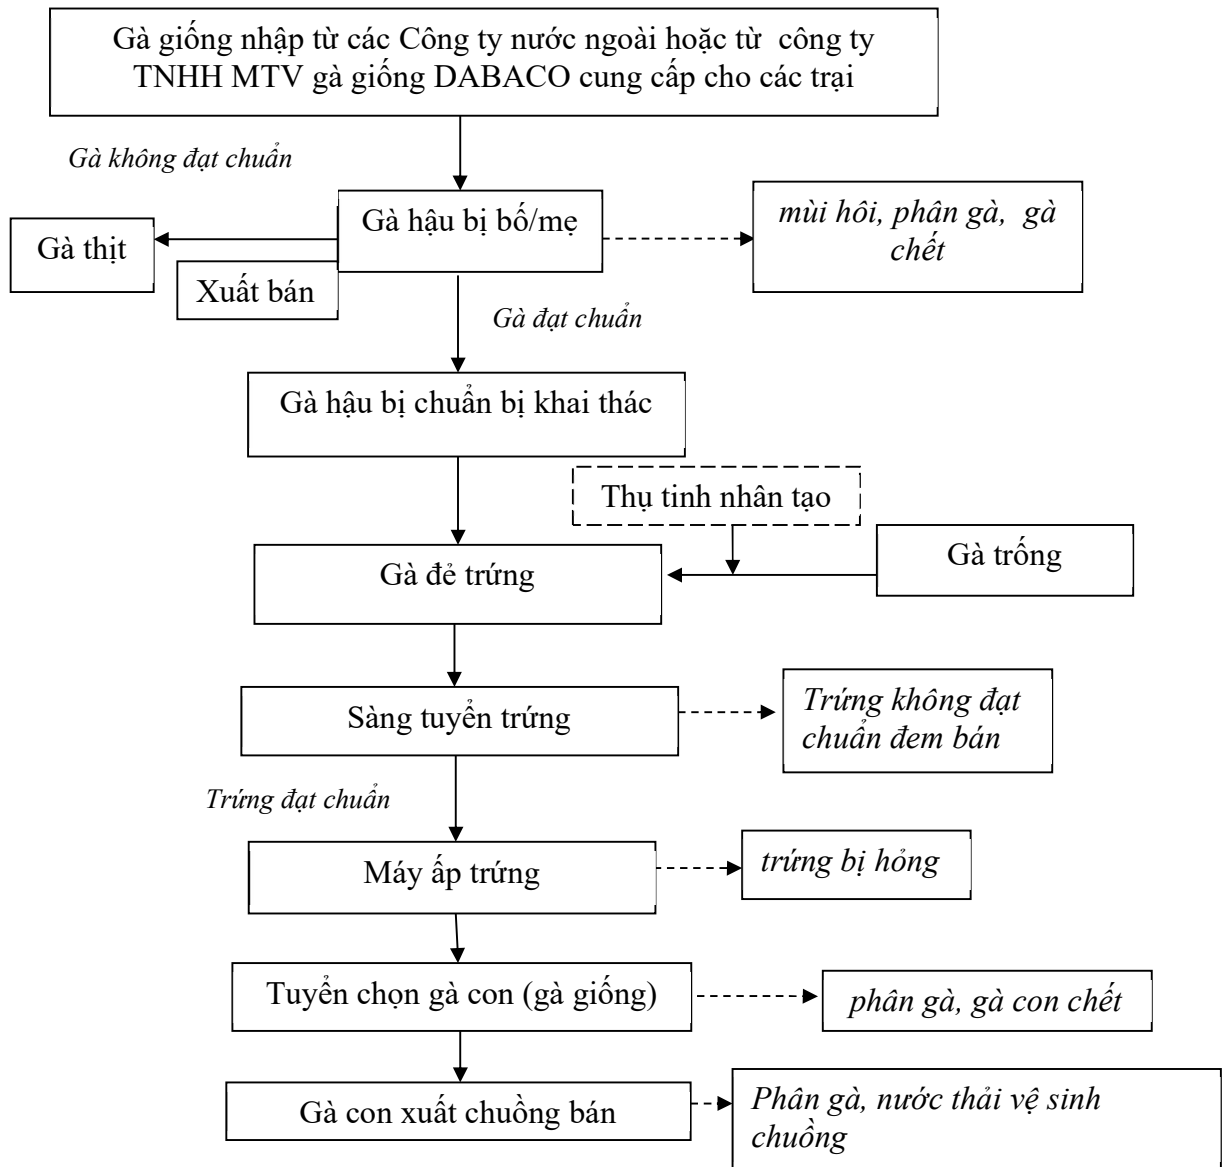 Gà giống nhập từ các Công ty nước ngoài hoặc từ công ty
TNHH MTV gà giống DABACO cung cấp cho các trại
Gà không đạt chuẩn
Gà thịt
Xuất bán
Gà hậu bị bố/mẹ
mùi hôi, phân gà, gà
chết
Gà đạt chuẩn
Gà hậu bị chuẩn bị khai thác
Thụ tinh nhân tạo
Gà đẻ trứng
Gà trống
Sàng tuyển trứng
Trứng không đạt
chuẩn đem bán
Trứng đạt chuẩn
Máy ấp trứng
trứng bị hỏng
Tuyển chọn gà con (gà giống)
phân gà, gà con chết
Gà con xuất chuồng bán
Phân gà, nước thải vệ sinh
chuồng